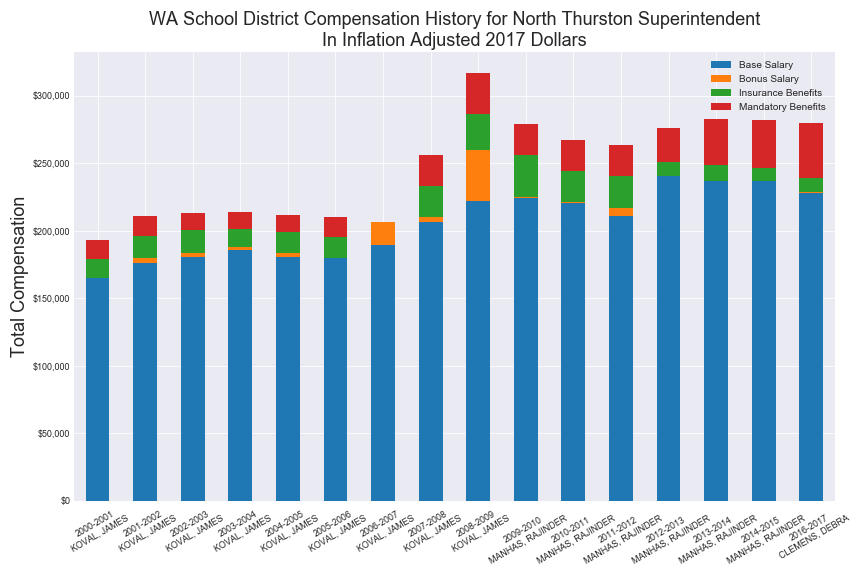 WA School District Compensation History for North Thurston Superintendent
In Inflation Adjusted 2017 Dollars
Base Salary
Bonus Salary
Insurance Benefits
Mandatory Benefits
Total Compensation
$300,000
$250,000
$200,000
$150,000
$100,000
$50,000
$0
2000-2001
KOVAL, JAMES
2001-2002
KOVAL, JAMES
2002-2003
KOVAL, JAMES
2003-2004
KOVAL, JAMES
2004-2005
KOVAL, JAMES
2005-2006
KOVAL, JAMES
2006-2007
KOVAL, JAMES
2007-2008
KOVAL, JAMES
2008-2009
KOVAL, JAMES
2009-2010
MANHAS, RAJINDER
2010-2011
MANHAS, RAJINDER
2011-2012
MANHAS, RAJINDER
2012-2013
MANHAS, RAJINDER
2013-2014
MANHAS, RAJINDER
2014-2015
MANHAS, RAJINDER
2016-2017
CLEMENS, DEBRA